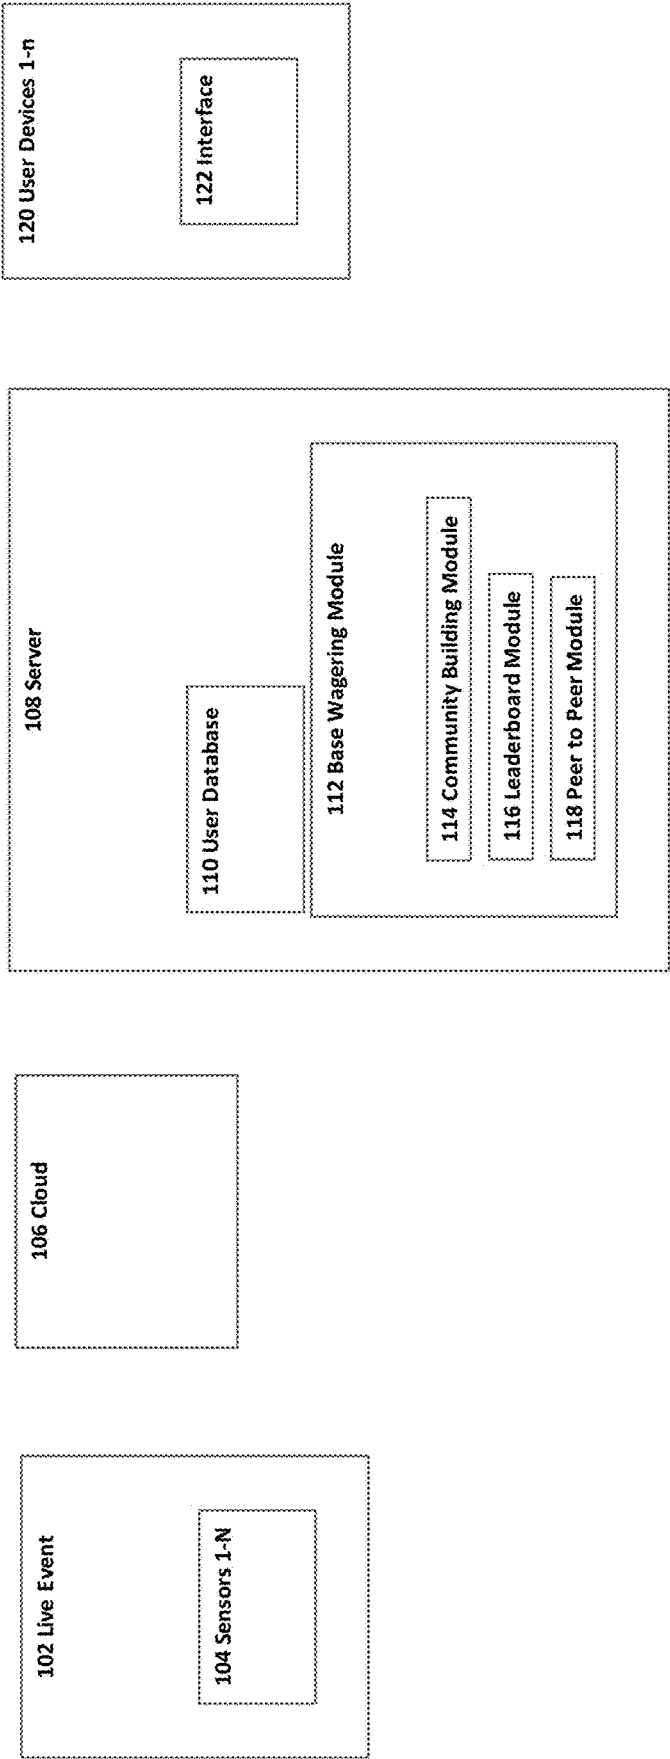 102 Live Event
104 Sensors 1-N
106 Cloud
108 Server
110 User Database
112 Base Wagering Module
114 Community Building Module
116 Leaderboard Module
118 Peer to Peer Module
120 User Devices 1-n
122 Interface